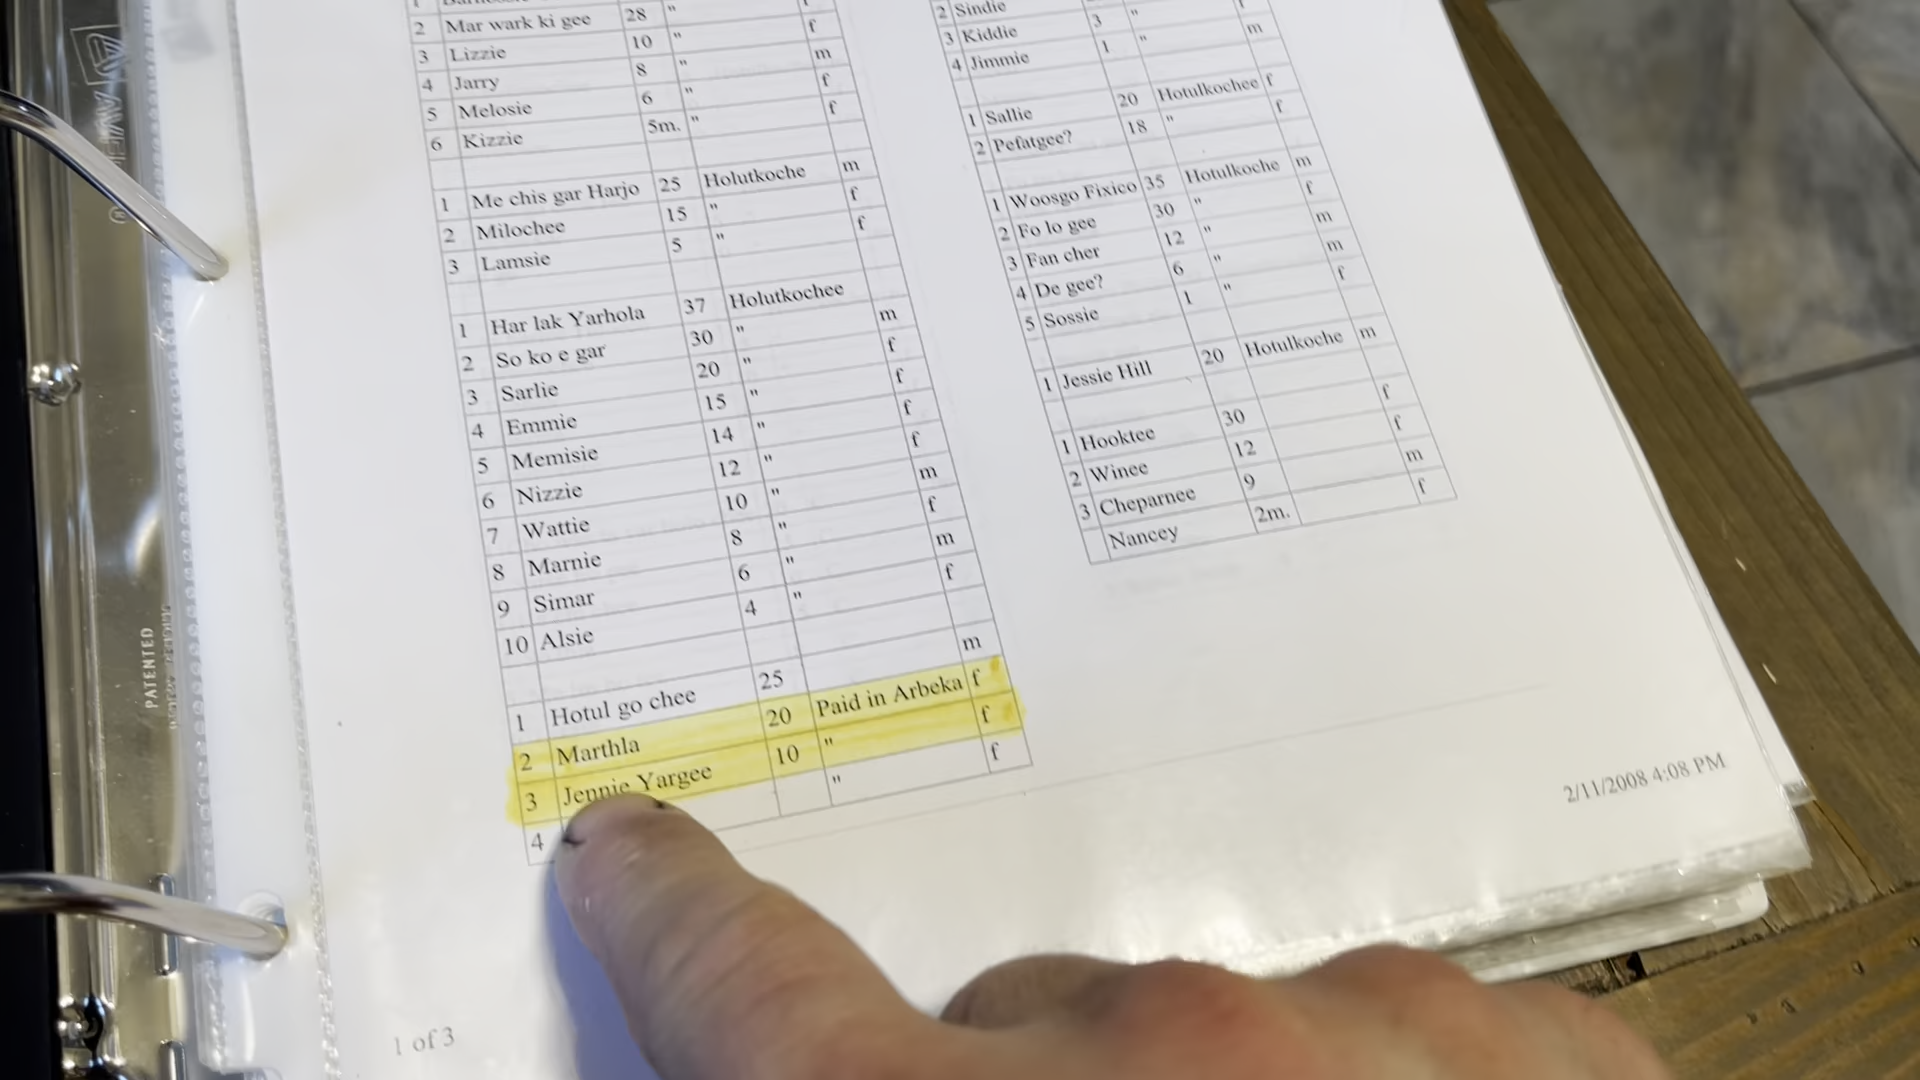 2 Mar wark ki gee 28 "
3 Lizzie 10 " f
4 Jarry 8 " m
5 Melosie 6 " f
6 Kizzie 5m. " f
1 Me chis gar Harjo 25 Holutkoche m
2 Milochee 15 " f
3 Lamsie 5 " f
1 Har lak Yarhola 37 Holutkochee
2 So ko e gar 30 " m
3 Sarlie 20 " f
4 Emmie 15 " f
5 Memisie 14 " f
6 Nizzie 12 " f
7 Wattie 10 " m
8 Marnie 8 " f
9 Simar 6 " m
10 Alsie 4 " f
1 Hotul go chee 25 m
2 Marthla 20 Paid in Arbeka f
3 Jennie Yargee 10 " f
4 " f
2 Sindie
3 Kiddie 3 "
4 Jimmie 1 " m
1 Sallie 20 Hotulkochee f
2 Pefatgee? 18 " f
1 Woosgo Fixico 35 Hotulkoche m
2 Fo lo gee 30 " f
3 Fan cher 12 " m
4 De gee? 6 " m
5 Sossie 1 " f
1 Jessie Hill 20 Hotulkoche m
1 Hooktee 30 f
2 Winee 12 f
3 Cheparnee 9 m
Nancey 2m. f
2/11/2008 4:08 PM
1 of 3
PATENTED